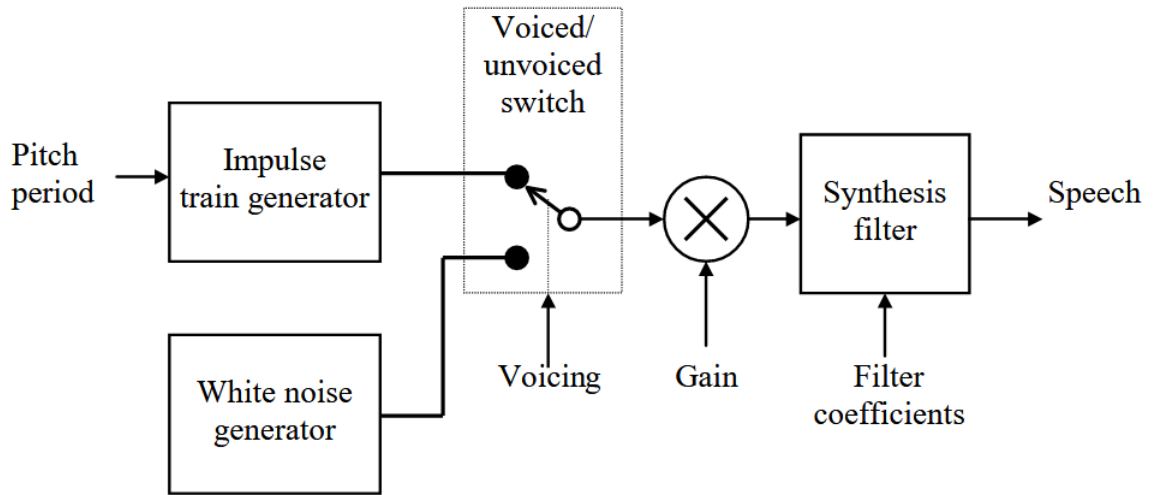 Voiced/
unvoiced
switch
Pitch
period
Impulse
train generator
Synthesis
filter
Speech
White noise
generator
Voicing
Gain
Filter
coefficients